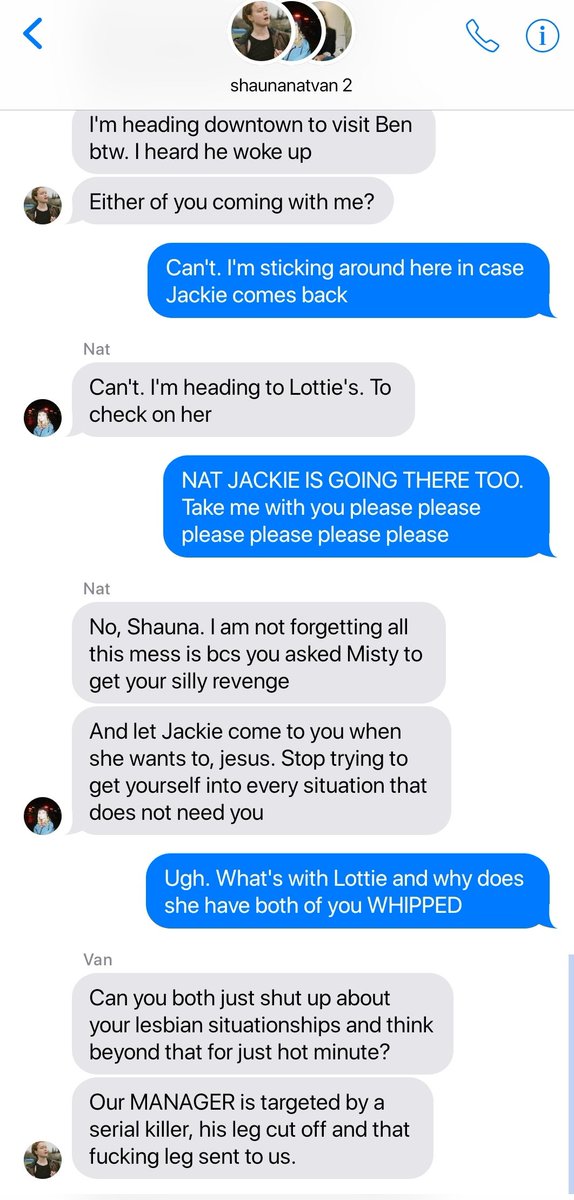 shaunanatvan 2
I'm heading downtown to visit Ben
btw. I heard he woke up
Either of you coming with me?
Can't. I'm sticking around here in case
Jackie comes back
Nat
Can't. I'm heading to Lottie's. To
check on her
NAT JACKIE IS GOING THERE TOO.
Take me with you please please
please please please please
Nat
No, Shauna. I am not forgetting all
this mess is bcs you asked Misty to
get your silly revenge
And let Jackie come to you when
she wants to, jesus. Stop trying to
get yourself into every situation that
does not need you
Ugh. What's with Lottie and why does
she have both of you WHIPPED
Van
Can you both just shut up about
your lesbian situationships and think
beyond that for just hot minute?
Our MANAGER is targeted by a
serial killer, his leg cut off and that
fucking leg sent to us.